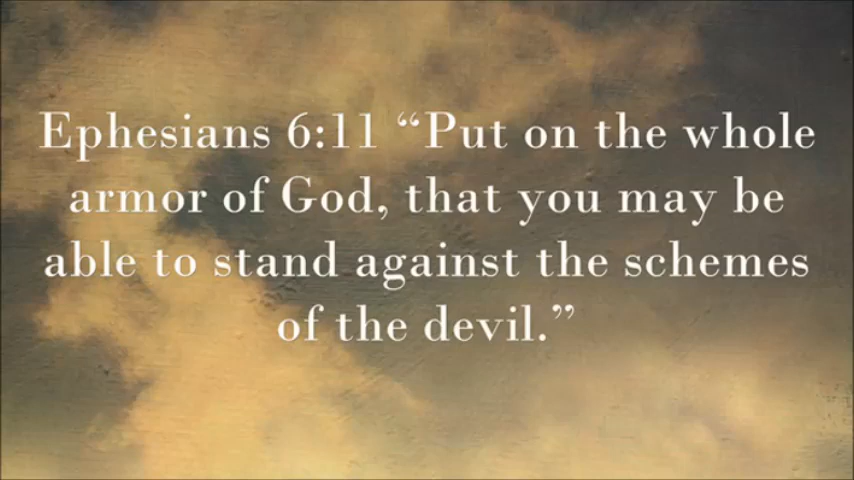 Ephesians 6:11 “Put on the whole
armor of God, that you may be
able to stand against the schemes
of the devil.”